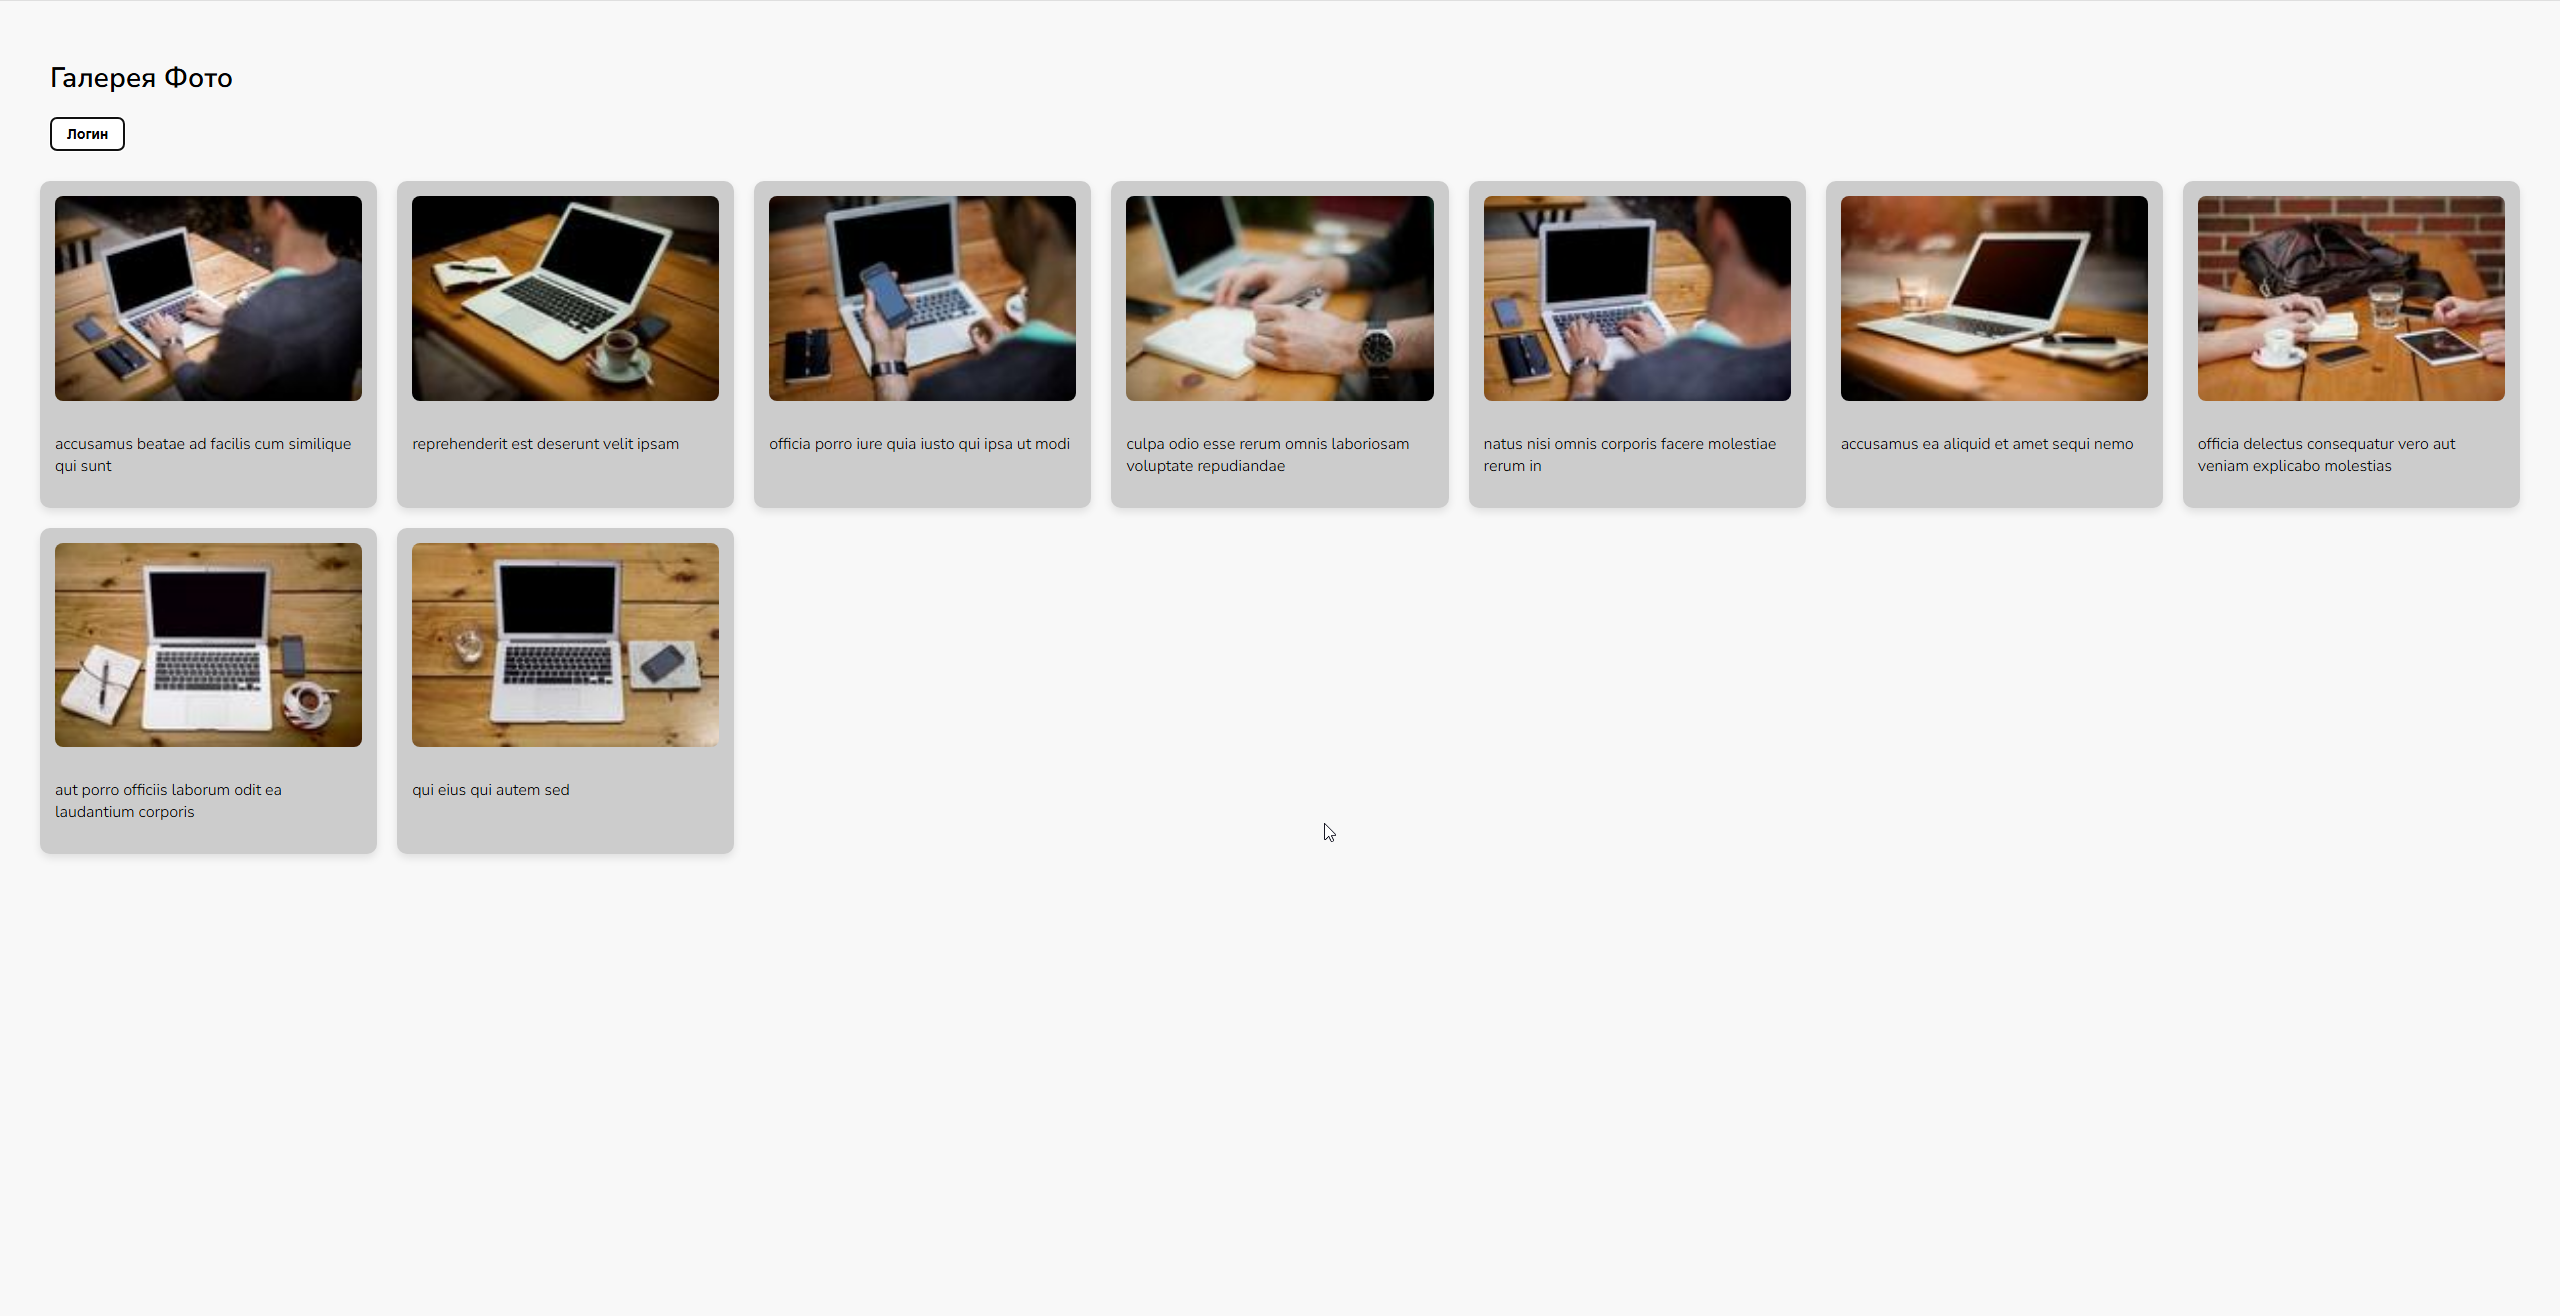 Галерея Фото
Логин
accusamus beatae ad facilis cum similique
qui sunt
reprehenderit est deserunt velit ipsam
officia porro iure quia iusto qui ipsa ut modi
culpa odio esse rerum omnis laboriosam
voluptate repudiandae
natus nisi omnis corporis facere molestiae
rerum in
accusamus ea aliquid et amet sequi nemo
officia delectus consequatur vero aut
veniam explicabo molestias
aut porro officiis laborum odit ea
laudantium corporis
qui eius qui autem sed